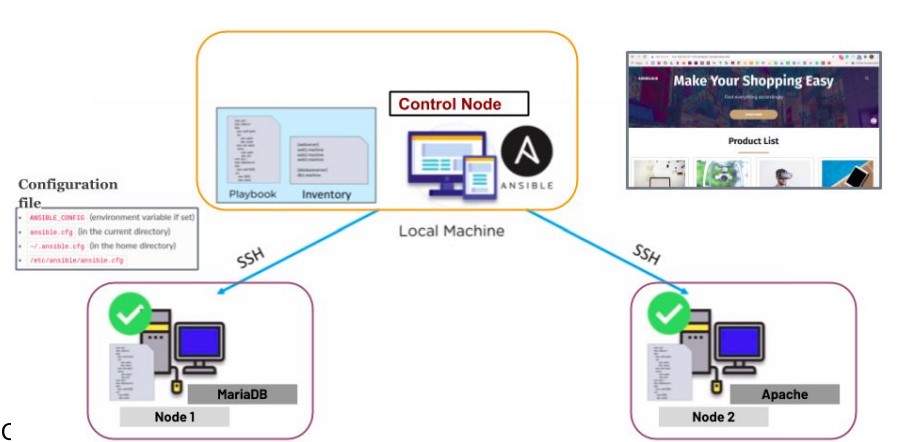 Control Node
ANSIBLE
Playbook
Inventory
Local Machine
Make Your Shopping Easy
Product List
Configuration
file
ANSIBLE_CONFIG (environment variable if set)
ansible.cfg (in the current directory)
~/.ansible.cfg (in the home directory)
/etc/ansible/ansible.cfg
SSH
SSH
MariaDB
Node 1
Apache
Node 2